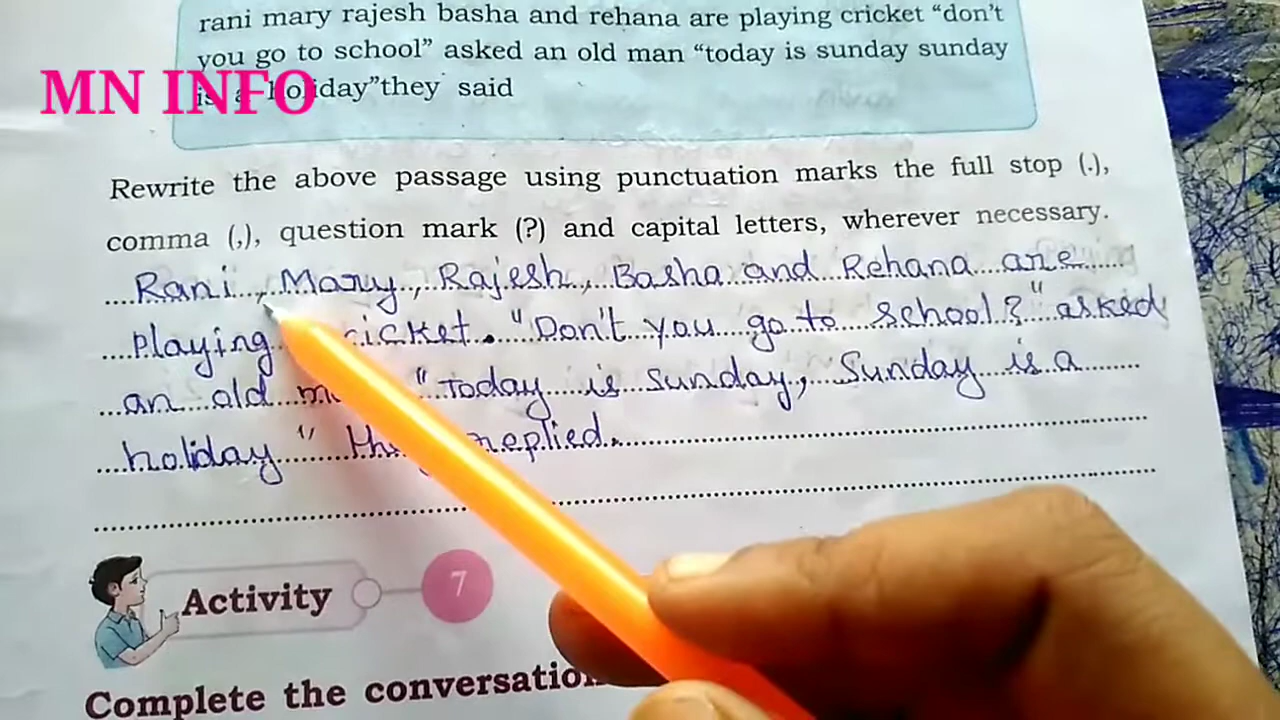 rani mary rajesh basha and rehana are playing cricket “don’t
you go to school” asked an old man “today is sunday sunday
MN INFO
is a holiday”they said
Rewrite the above passage using punctuation marks the full stop (.),
comma (,), question mark (?) and capital letters, wherever necessary.
Rani, Mary, Rajesh, Basha and Rehana are
playing cricket. "Don't you go to school?" asked
an old "Today is Sunday, Sunday is a
holiday" replied.
Activity 7
Complete the